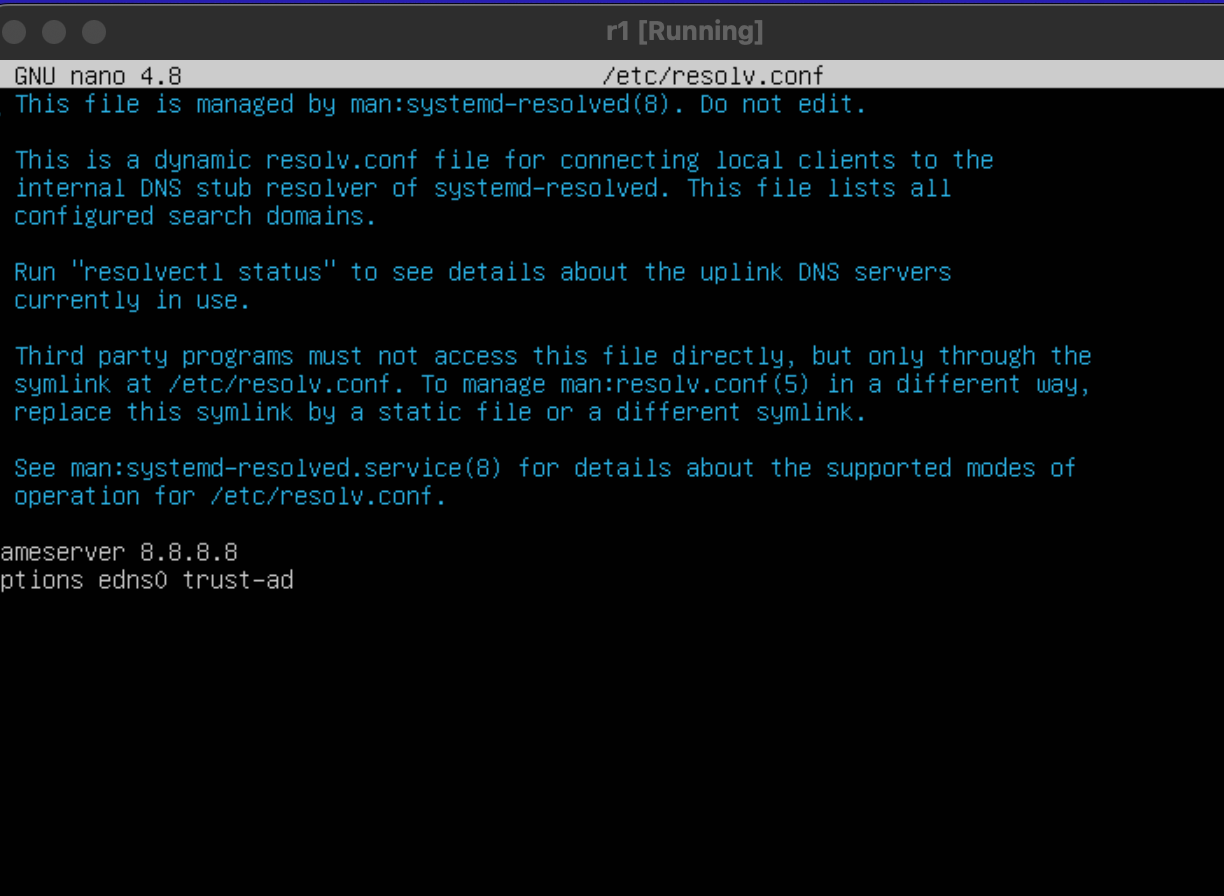 r1 [Running]
GNU nano 4.8 /etc/resolv.conf
This file is managed by man:systemd-resolved(8). Do not edit.
This is a dynamic resolv.conf file for connecting local clients to the
internal DNS stub resolver of systemd-resolved. This file lists all
configured search domains.
Run "resolvectl status" to see details about the uplink DNS servers
currently in use.
Third party programs must not access this file directly, but only through the
symlink at /etc/resolv.conf. To manage man:resolv.conf(5) in a different way,
replace this symlink by a static file or a different symlink.
See man:systemd-resolved.service(8) for details about the supported modes of
operation for /etc/resolv.conf.
ameserver 8.8.8.8
ptions edns0 trust-ad